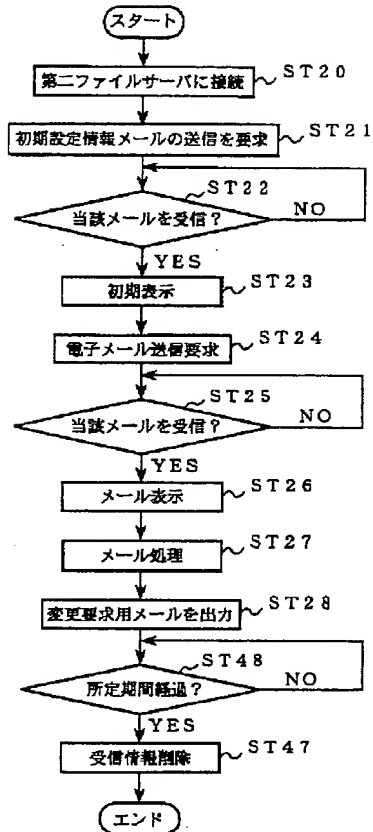 スタート
第二ファイルサーバに接続
ST20
初期設定情報メールの送信を要求
ST21
ST22
当該メールを受信?
NO
YES
初期表示
ST23
電子メール送信要求
ST24
ST25
当該メールを受信?
NO
YES
メール表示
ST26
メール処理
ST27
変更要求用メールを出力
ST28
ST48
所定期間経過?
NO
YES
受信情報削除
ST47
エンド